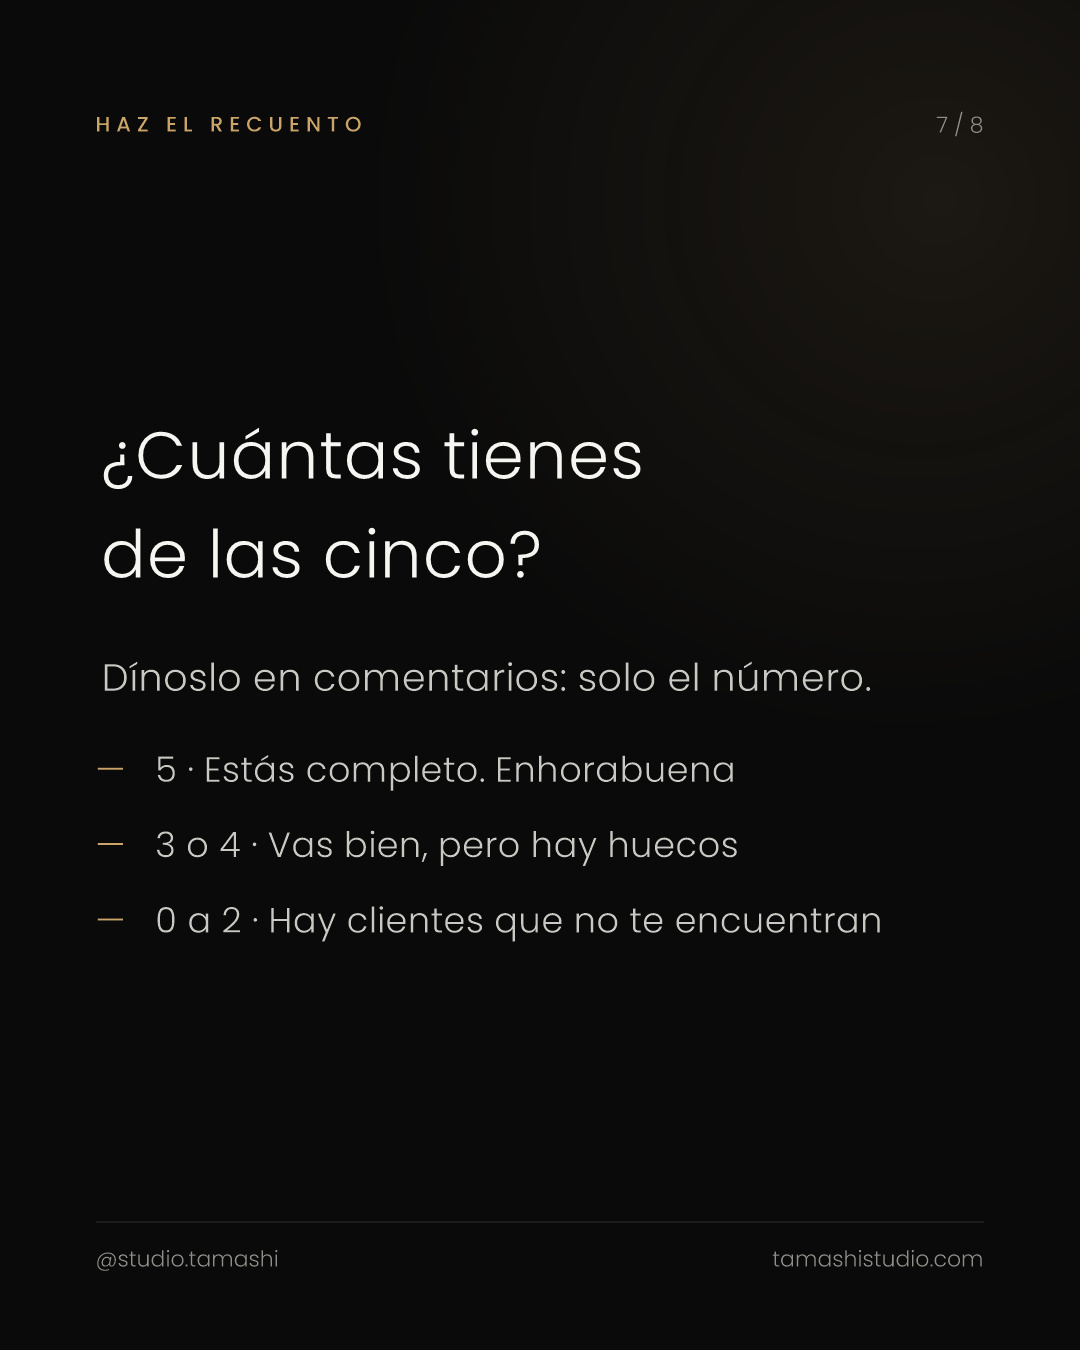 HAZ EL RECUENTO
7 / 8
¿Cuántas tienes
de las cinco?
Dínoslo en comentarios: solo el número.
— 5 · Estás completo. Enhorabuena
— 3 o 4 · Vas bien, pero hay huecos
— 0 a 2 · Hay clientes que no te encuentran
@studio.tamashi
tamashistudio.com